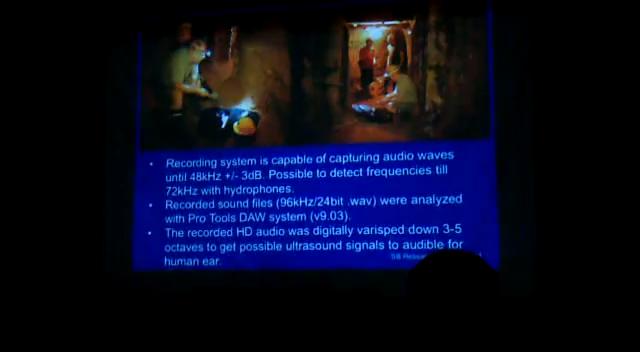 • Recording system is capable of capturing audio waves
until 48kHz +/- 3dB. Possible to detect frequencies till
72kHz with hydrophones.
• Recorded sound files (96kHz/24bit .wav) were analyzed
with Pro Tools DAW system (v9.03).
• The recorded HD audio was digitally varisped down 3-5
octaves to get possible ultrasound signals to audible for
human ear.
SB